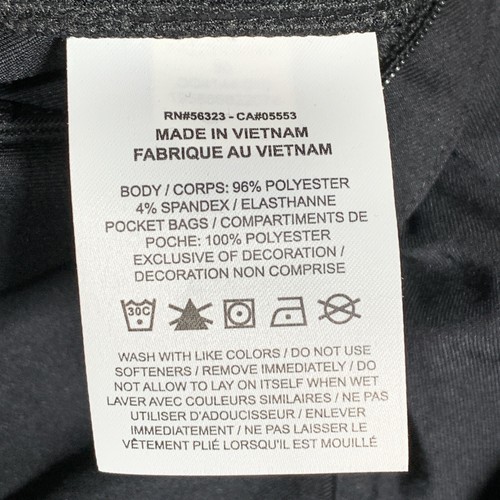 RN#56323 - CA#05553
MADE IN VIETNAM
FABRIQUE AU VIETNAM
BODY / CORPS: 96% POLYESTER
4% SPANDEX / ELASTHANNE
POCKET BAGS / COMPARTIMENTS DE
POCHE: 100% POLYESTER
EXCLUSIVE OF DECORATION /
DECORATION NON COMPRISE
30C
WASH WITH LIKE COLORS / DO NOT USE
SOFTENERS / REMOVE IMMEDIATELY / DO
NOT ALLOW TO LAY ON ITSELF WHEN WET
LAVER AVEC COULEURS SIMILAIRES / NE PAS
UTILISER D'ADOUCISSEUR / ENLEVER
IMMÉDIATEMENT / NE PAS LAISSER LE
VÊTEMENT PLIÉ LORSQU'IL EST MOUILLÉ